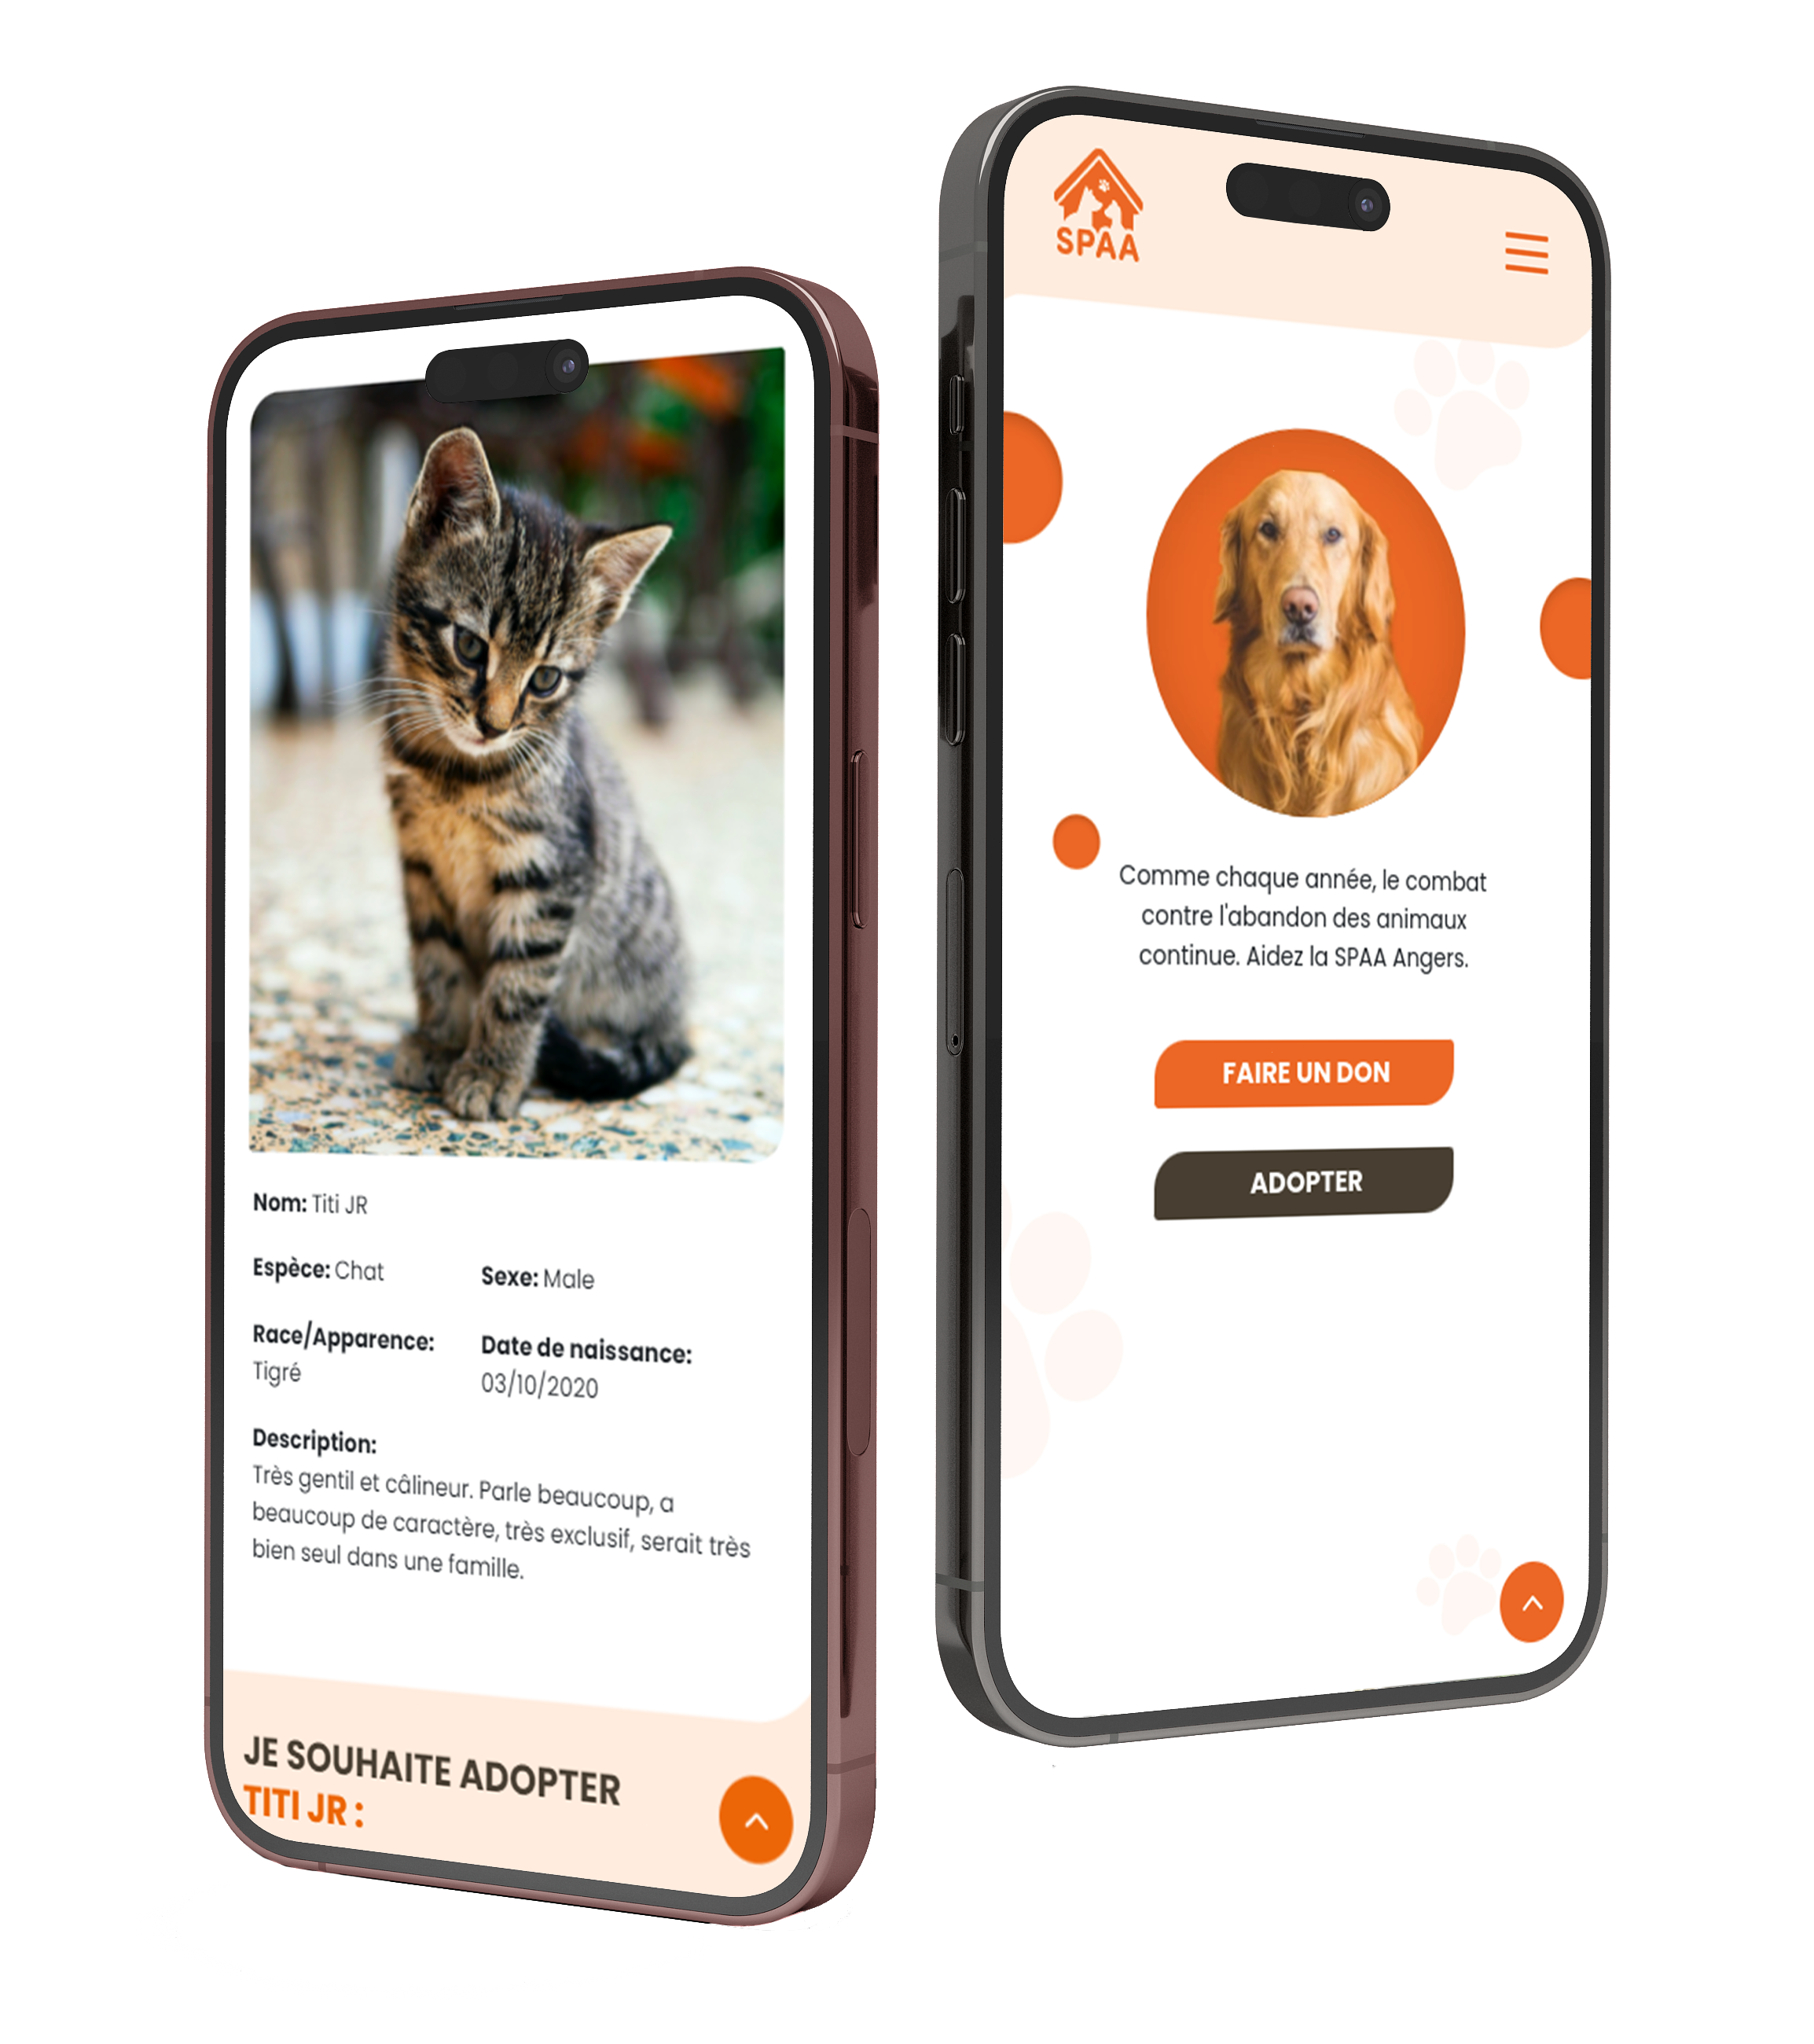 Nom: Titi JR
Espèce: Chat
Sexe: Male
Race/Apparence:
Tigré
Date de naissance:
03/10/2020
Description:
Très gentil et câlineur. Parle beaucoup, a
beaucoup de caractère, très exclusif, serait très
bien seul dans une famille.
JE SOUHAITE ADOPTER
TITI JR :
SPAA
Comme chaque année, le combat
contre l'abandon des animaux
continue. Aidez la SPAA Angers.
FAIRE UN DON
ADOPTER